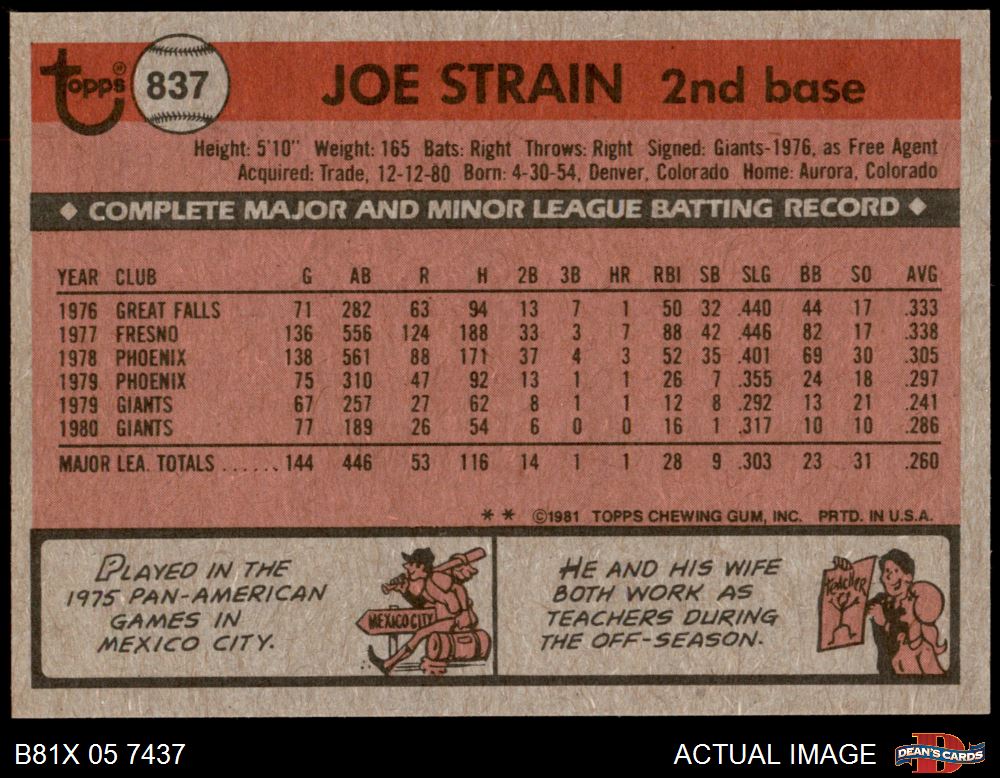 topps® 837 JOE STRAIN 2nd base
Height: 5'10" Weight: 165 Bats: Right Throws: Right Signed: Giants-1976, as Free Agent
Acquired: Trade, 12-12-80 Born: 4-30-54, Denver, Colorado Home: Aurora, Colorado
◆ COMPLETE MAJOR AND MINOR LEAGUE BATTING RECORD ◆
YEAR CLUB G AB R H 2B 3B HR RBI SB SLG BB SO AVG
1976 GREAT FALLS 71 282 63 94 13 7 1 50 32 .440 44 17 .333
1977 FRESNO 136 556 124 188 33 3 7 88 42 .446 82 17 .338
1978 PHOENIX 138 561 88 171 37 4 3 52 35 .401 69 30 .305
1979 PHOENIX 75 310 47 92 13 1 1 26 7 .355 24 18 .297
1979 GIANTS 67 257 27 62 8 1 1 12 8 .292 13 21 .241
1980 GIANTS 77 189 26 54 6 0 0 16 1 .317 10 10 .286
MAJOR LEA. TOTALS ...... 144 446 53 116 14 1 1 28 9 .303 23 31 .260
* * ©1981 TOPPS CHEWING GUM, INC. PRTD. IN U.S.A.
PLAYED IN THE
1975 PAN-AMERICAN
GAMES IN
MEXICO CITY.
MEXICO CITY
HE AND HIS WIFE
BOTH WORK AS
TEACHERS DURING
THE OFF-SEASON.
TEACHER
B81X 05 7437 ACTUAL IMAGE DEAN'S CARDS